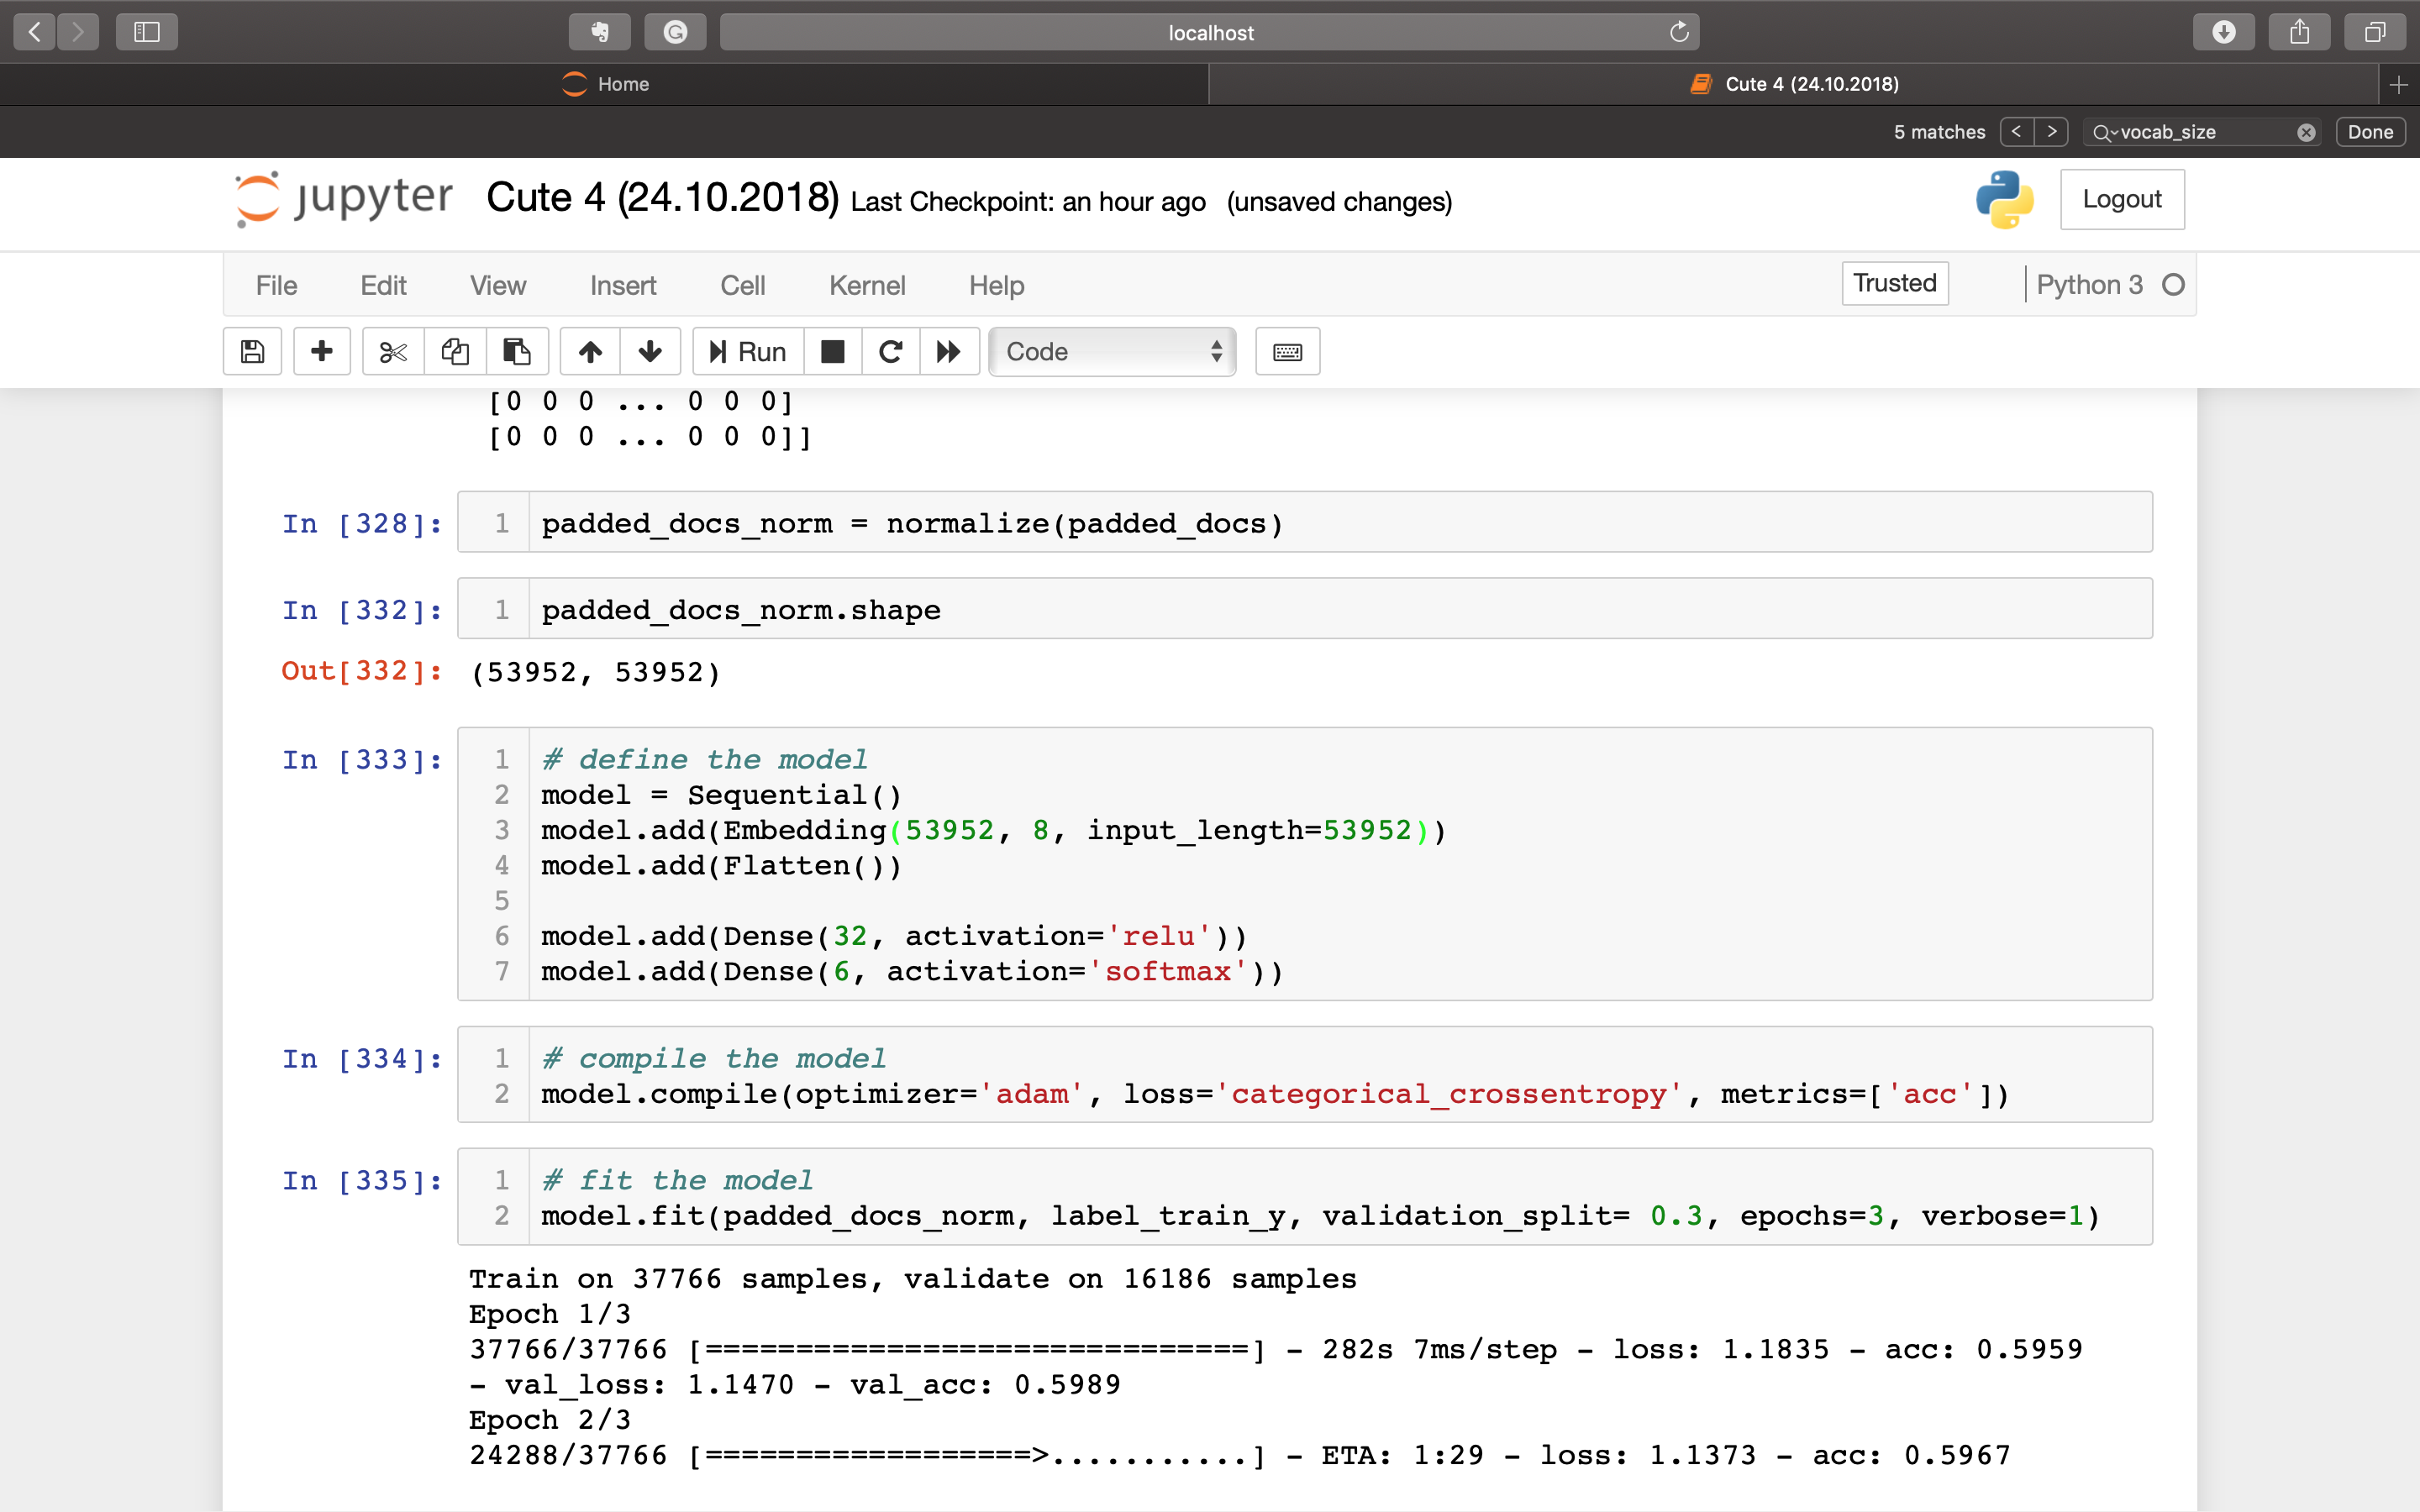 localhost
Home
Cute 4 (24.10.2018)
5 matches < > vocab_size Done
jupyter Cute 4 (24.10.2018) Last Checkpoint: an hour ago (unsaved changes) Logout
File Edit View Insert Cell Kernel Help Trusted Python 3
Run Code
[0 0 0 ... 0 0 0]
[0 0 0 ... 0 0 0]]
In [328]: 1 padded_docs_norm = normalize(padded_docs)
In [332]: 1 padded_docs_norm.shape
Out[332]: (53952, 53952)
In [333]: 1 # define the model
2 model = Sequential()
3 model.add(Embedding(53952, 8, input_length=53952))
4 model.add(Flatten())
5
6 model.add(Dense(32, activation='relu'))
7 model.add(Dense(6, activation='softmax'))
In [334]: 1 # compile the model
2 model.compile(optimizer='adam', loss='categorical_crossentropy', metrics=['acc'])
In [335]: 1 # fit the model
2 model.fit(padded_docs_norm, label_train_y, validation_split= 0.3, epochs=3, verbose=1)
Train on 37766 samples, validate on 16186 samples
Epoch 1/3
37766/37766 [==============================] - 282s 7ms/step - loss: 1.1835 - acc: 0.5959
- val_loss: 1.1470 - val_acc: 0.5989
Epoch 2/3
24288/37766 [==================>...........] - ETA: 1:29 - loss: 1.1373 - acc: 0.5967